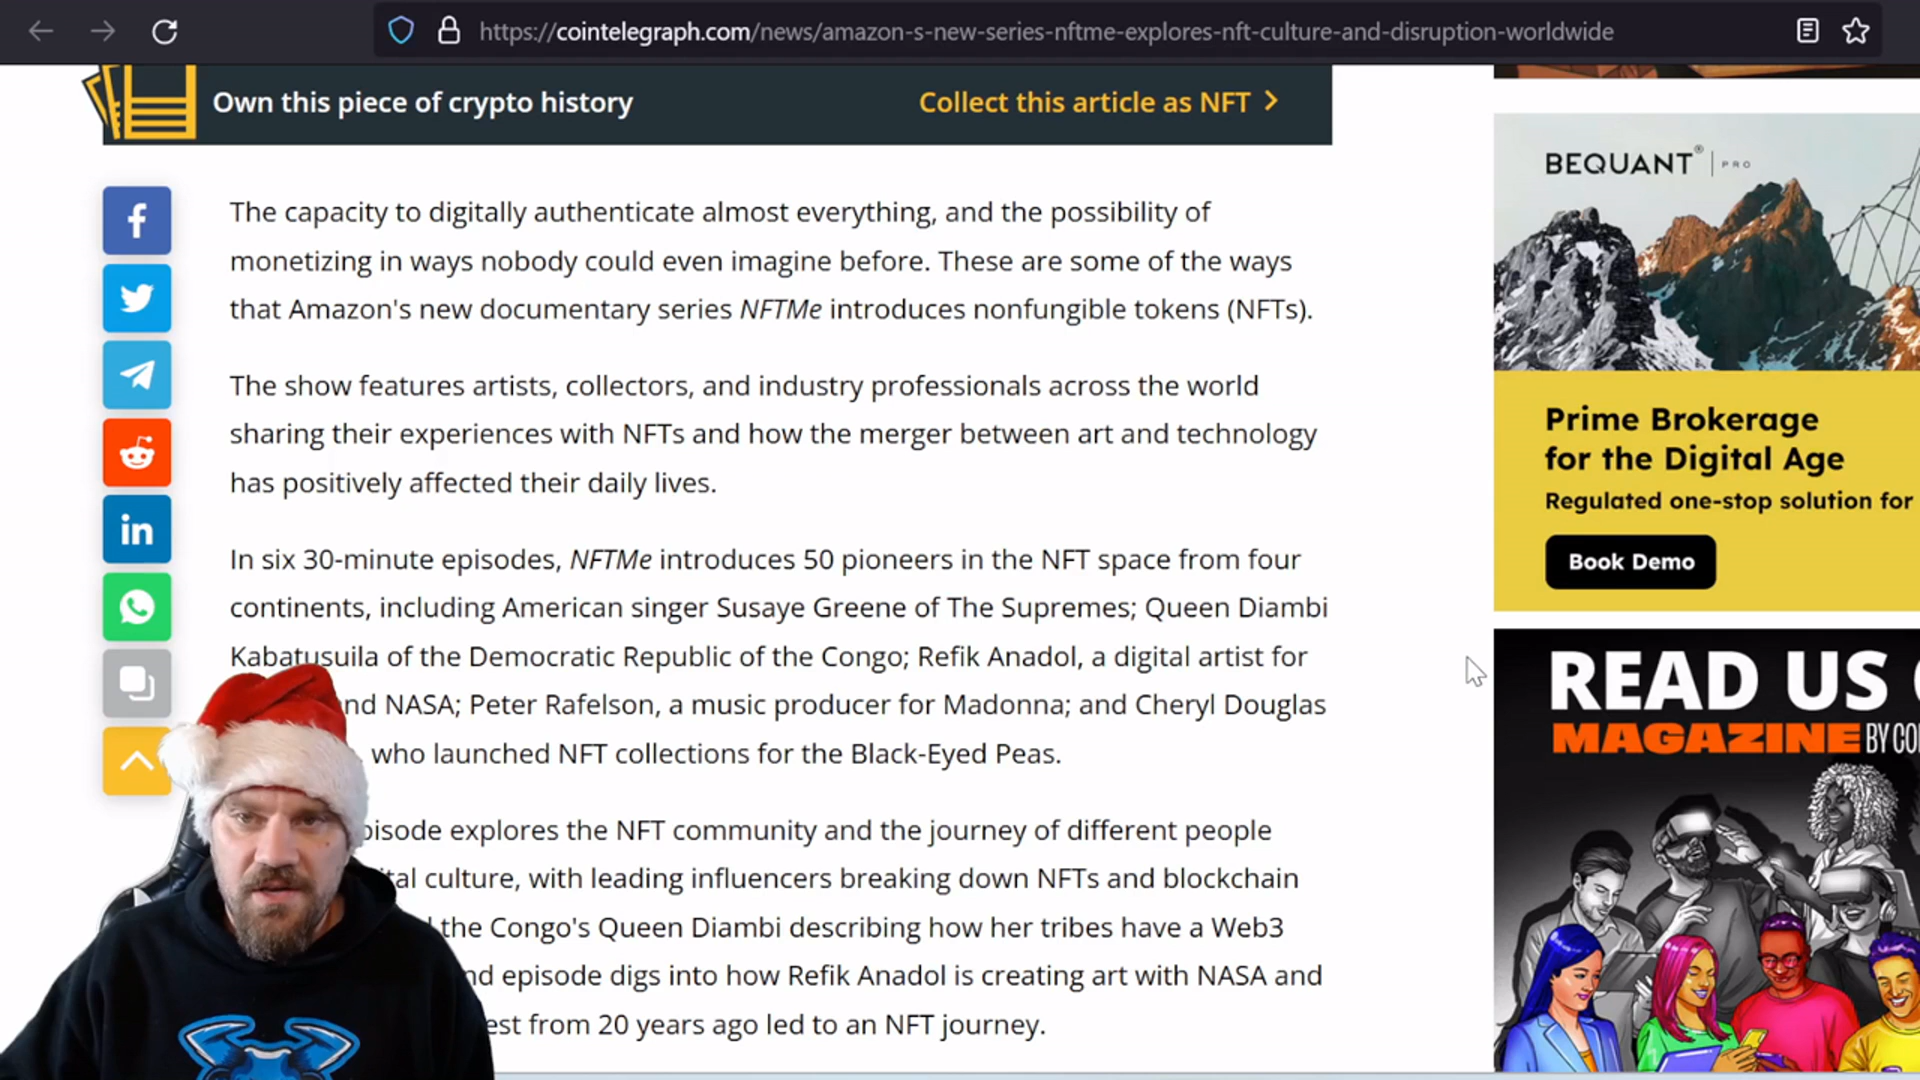 https://cointelegraph.com/news/amazon-s-new-series-nftme-explores-nft-culture-and-disruption-worldwide
Own this piece of crypto history
Collect this article as NFT
The capacity to digitally authenticate almost everything, and the possibility of
monetizing in ways nobody could even imagine before. These are some of the ways
that Amazon's new documentary series NFTMe introduces nonfungible tokens (NFTs).
The show features artists, collectors, and industry professionals across the world
sharing their experiences with NFTs and how the merger between art and technology
has positively affected their daily lives.
In six 30-minute episodes, NFTMe introduces 50 pioneers in the NFT space from four
continents, including American singer Susaye Greene of The Supremes; Queen Diambi
Kabatusuila of the Democratic Republic of the Congo; Refik Anadol, a digital artist for
NASA; Peter Rafelson, a music producer for Madonna; and Cheryl Douglas
who launched NFT collections for the Black-Eyed Peas.
explores the NFT community and the journey of different people
culture, with leading influencers breaking down NFTs and blockchain
the Congo's Queen Diambi describing how her tribes have a Web3
episode digs into how Refik Anadol is creating art with NASA and
from 20 years ago led to an NFT journey.
BEQUANT® | PRO
Prime Brokerage
for the Digital Age
Regulated one-stop solution for
Book Demo
READ US
MAGAZINE BY